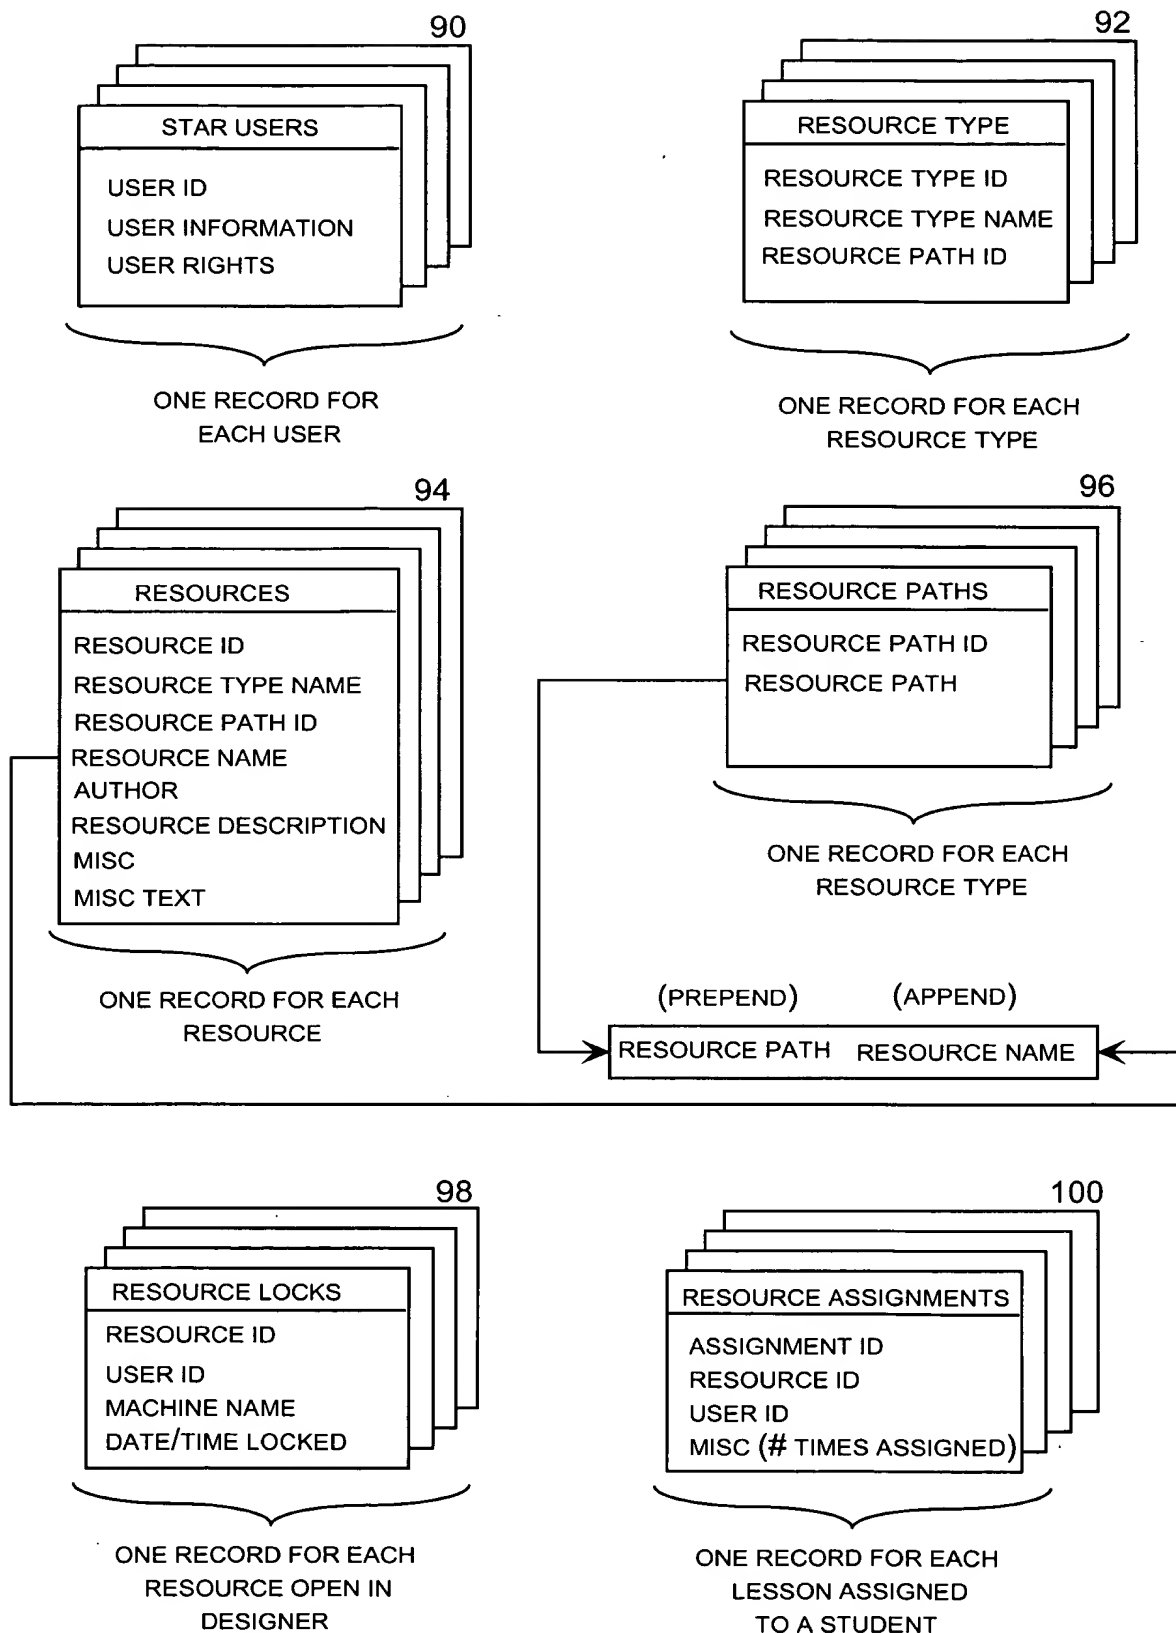 90
STAR USERS
USER ID
USER INFORMATION
USER RIGHTS
ONE RECORD FOR
EACH USER
92
RESOURCE TYPE
RESOURCE TYPE ID
RESOURCE TYPE NAME
RESOURCE PATH ID
ONE RECORD FOR EACH
RESOURCE TYPE
94
RESOURCES
RESOURCE ID
RESOURCE TYPE NAME
RESOURCE PATH ID
RESOURCE NAME
AUTHOR
RESOURCE DESCRIPTION
MISC
MISC TEXT
ONE RECORD FOR EACH
RESOURCE
96
RESOURCE PATHS
RESOURCE PATH ID
RESOURCE PATH
ONE RECORD FOR EACH
RESOURCE TYPE
(PREPEND) (APPEND)
RESOURCE PATH RESOURCE NAME
98
RESOURCE LOCKS
RESOURCE ID
USER ID
MACHINE NAME
DATE/TIME LOCKED
ONE RECORD FOR EACH
RESOURCE OPEN IN
DESIGNER
100
RESOURCE ASSIGNMENTS
ASSIGNMENT ID
RESOURCE ID
USER ID
MISC (# TIMES ASSIGNED)
ONE RECORD FOR EACH
LESSON ASSIGNED
TO A STUDENT